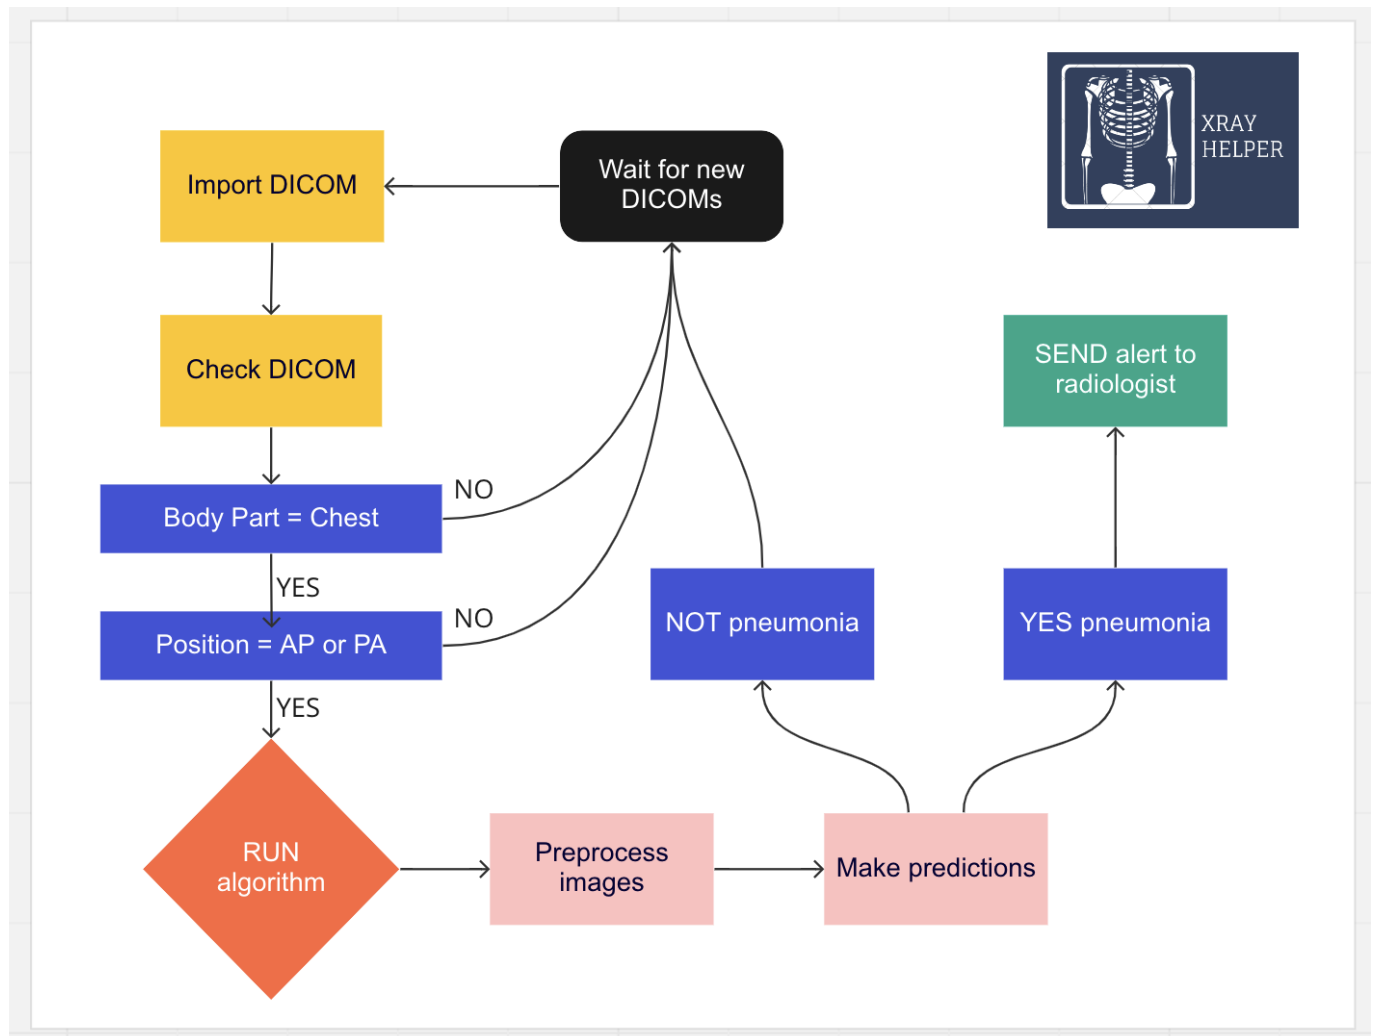 Import DICOM
Wait for new
DICOMs
XRAY
HELPER
Check DICOM
SEND alert to
radiologist
Body Part = Chest
NO
YES
Position = AP or PA
NO
YES
NOT pneumonia
YES pneumonia
RUN
algorithm
Preprocess
images
Make predictions